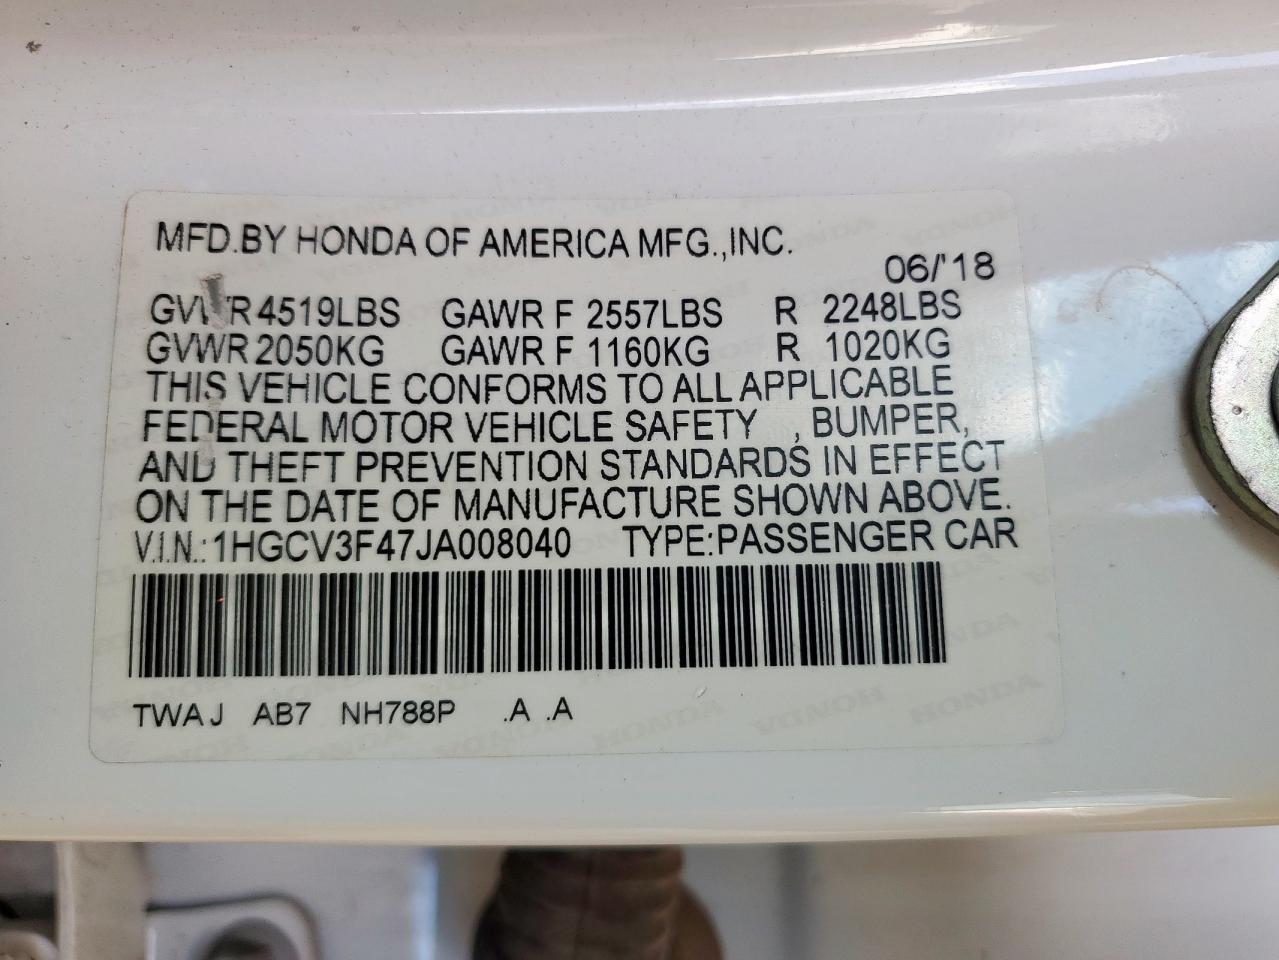 MFD.BY HONDA OF AMERICA MFG.,INC.
06/'18
GVWR 4519LBS GAWR F 2557LBS R 2248LBS
GVWR 2050KG GAWR F 1160KG R 1020KG
THIS VEHICLE CONFORMS TO ALL APPLICABLE
FEDERAL MOTOR VEHICLE SAFETY , BUMPER,
AND THEFT PREVENTION STANDARDS IN EFFECT
ON THE DATE OF MANUFACTURE SHOWN ABOVE.
V.I.N.: 1HGCV3F47JA008040 TYPE:PASSENGER CAR
TWAJ AB7 NH788P .A .A